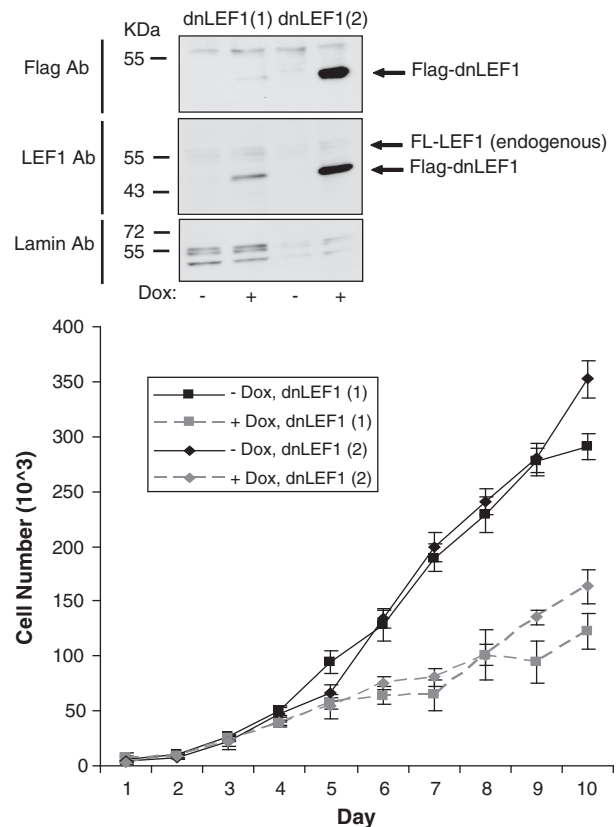 KDa
dnLEF1(1) dnLEF1(2)
Flag Ab
55
Flag-dnLEF1
LEF1 Ab
55
43
FL-LEF1 (endogenous)
Flag-dnLEF1
Lamin Ab
72
55
Dox: - + - +
400
350
300
250
200
150
100
50
0
Cell Number (10^3)
- Dox, dnLEF1 (1)
+ Dox, dnLEF1 (1)
- Dox, dnLEF1 (2)
+ Dox, dnLEF1 (2)
1 2 3 4 5 6 7 8 9 10
Day